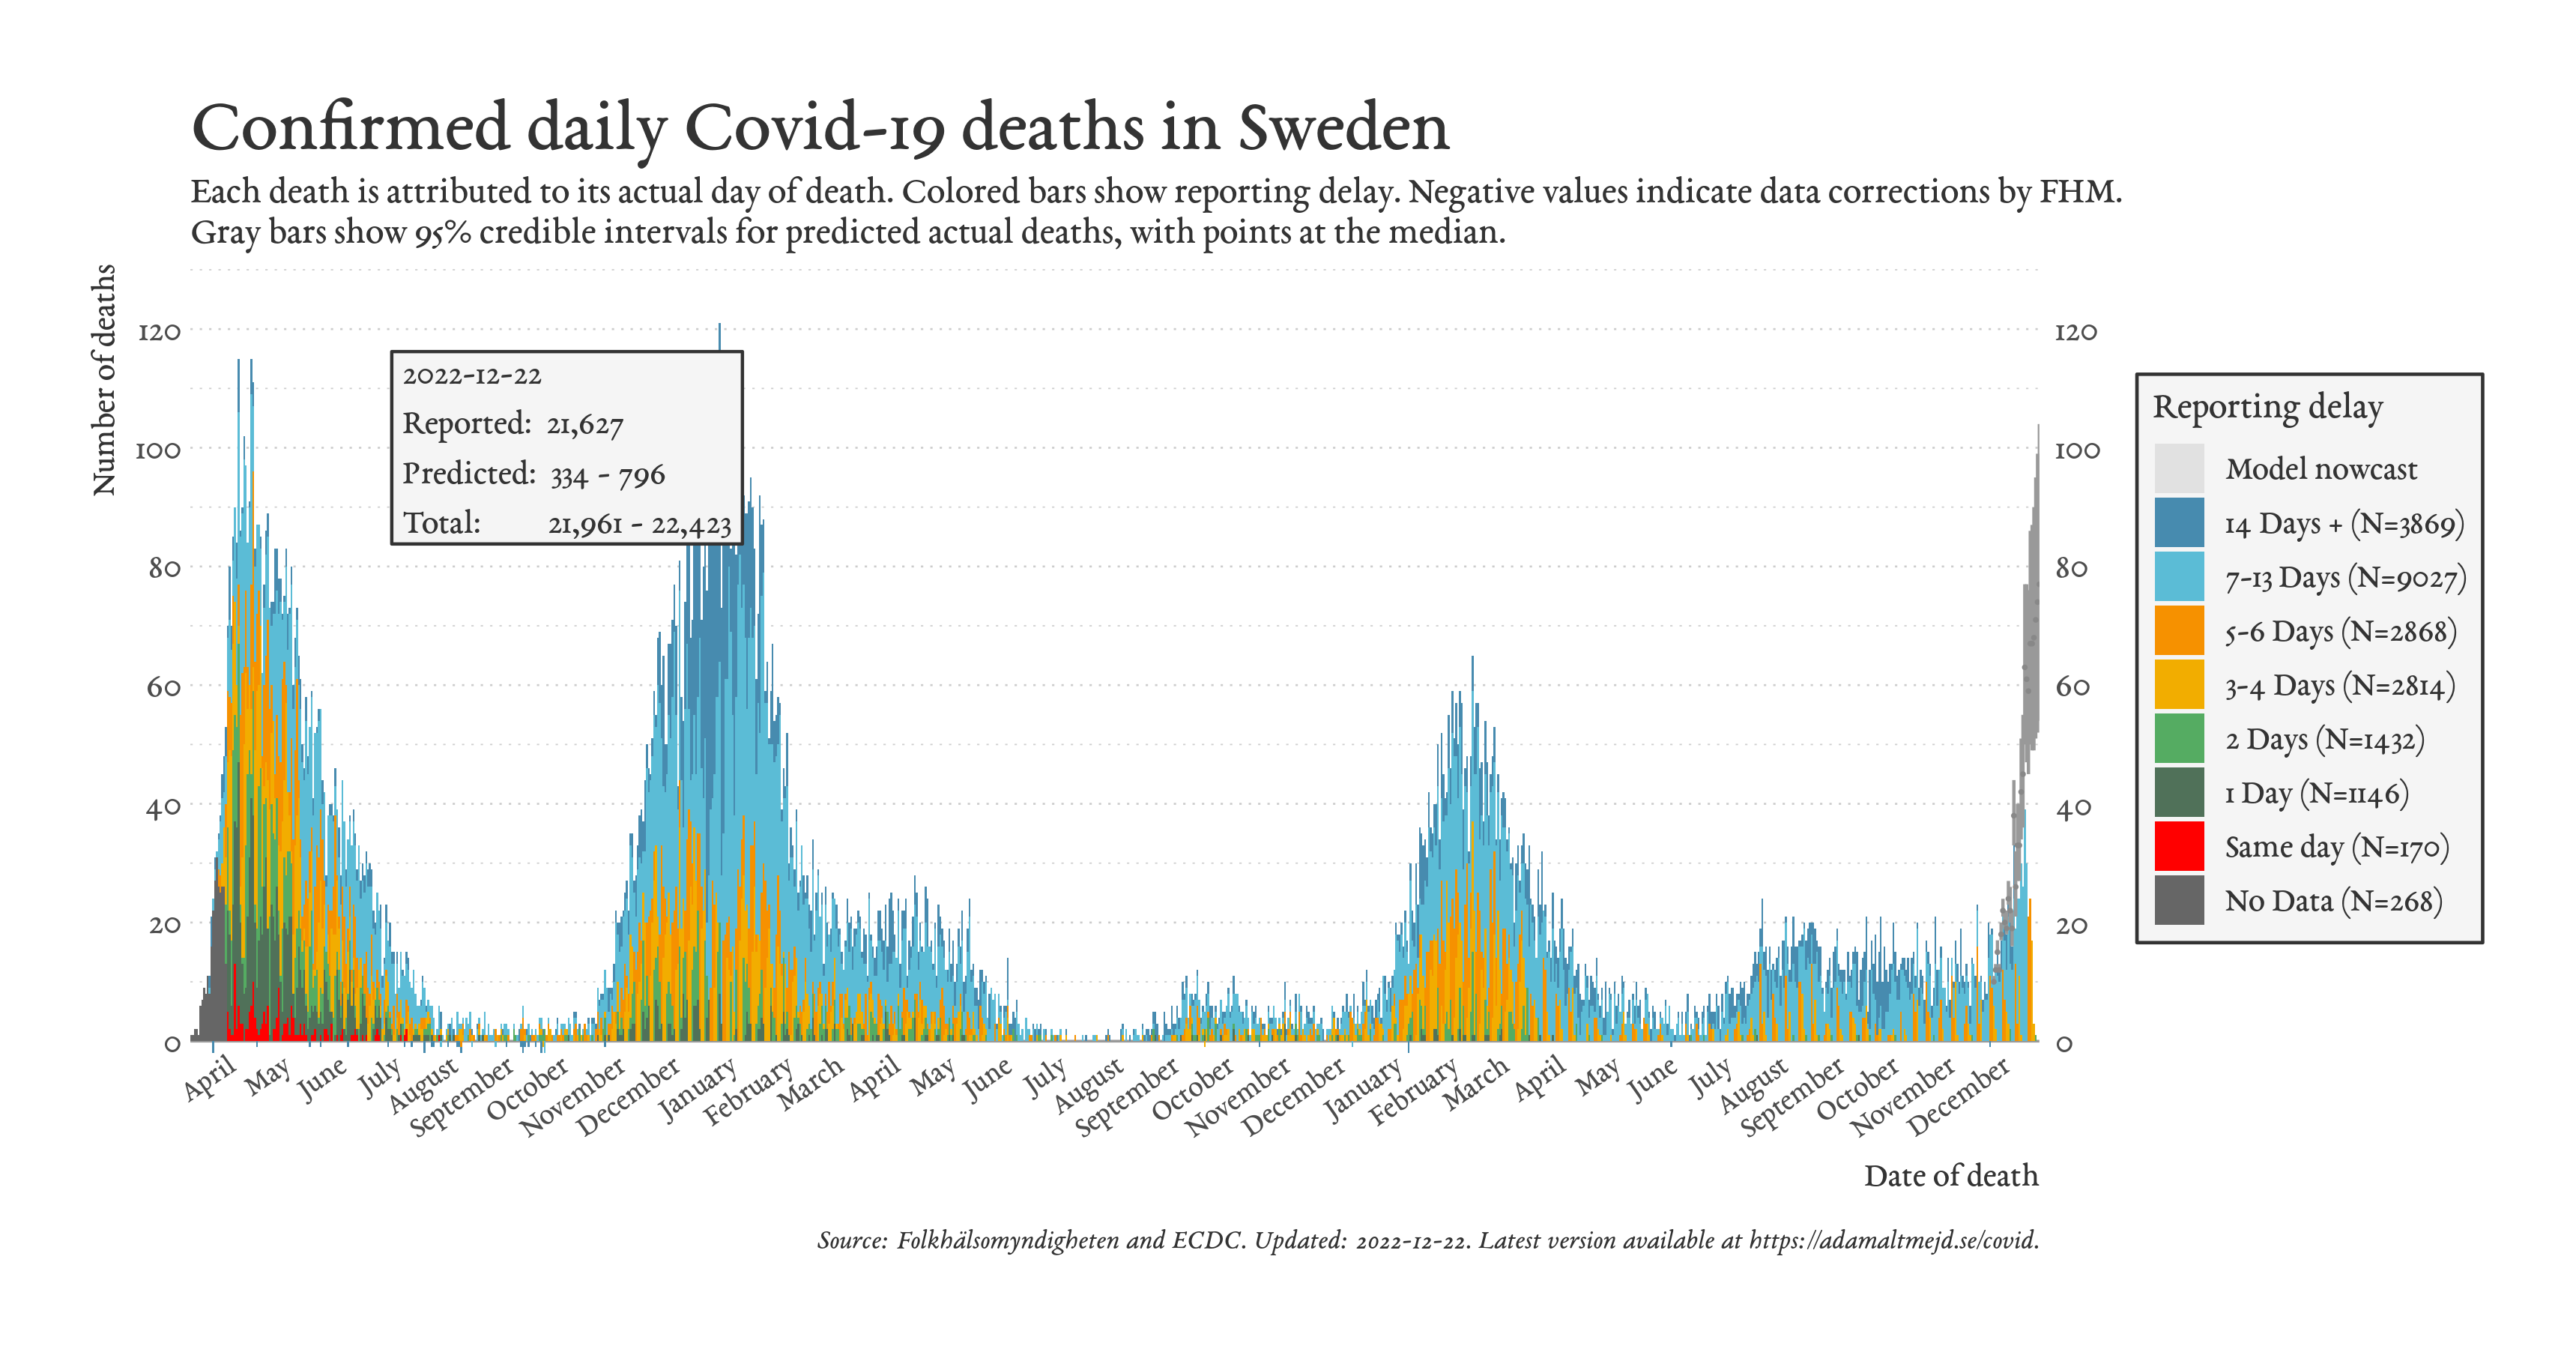 Confirmed daily Covid-19 deaths in Sweden
Each death is attributed to its actual day of death. Colored bars show reporting delay. Negative values indicate data corrections by FHM.
Gray bars show 95% credible intervals for predicted actual deaths, with points at the median.
Number of deaths
120
100
80
60
40
20
0
2022-12-22
Reported: 21,627
Predicted: 334 - 796
Total: 21,961 - 22,423
120
100
80
60
40
20
0
Reporting delay
Model nowcast
14 Days + (N=3869)
7-13 Days (N=9027)
5-6 Days (N=2868)
3-4 Days (N=2814)
2 Days (N=1432)
1 Day (N=1146)
Same day (N=170)
No Data (N=268)
April
May
June
July
August
September
October
November
December
January
February
March
April
May
June
July
August
September
October
November
December
January
February
March
April
May
June
July
August
September
October
November
December
Date of death
Source: Folkhälsomyndigheten and ECDC. Updated: 2022-12-22. Latest version available at https://adamaltmejd.se/covid.